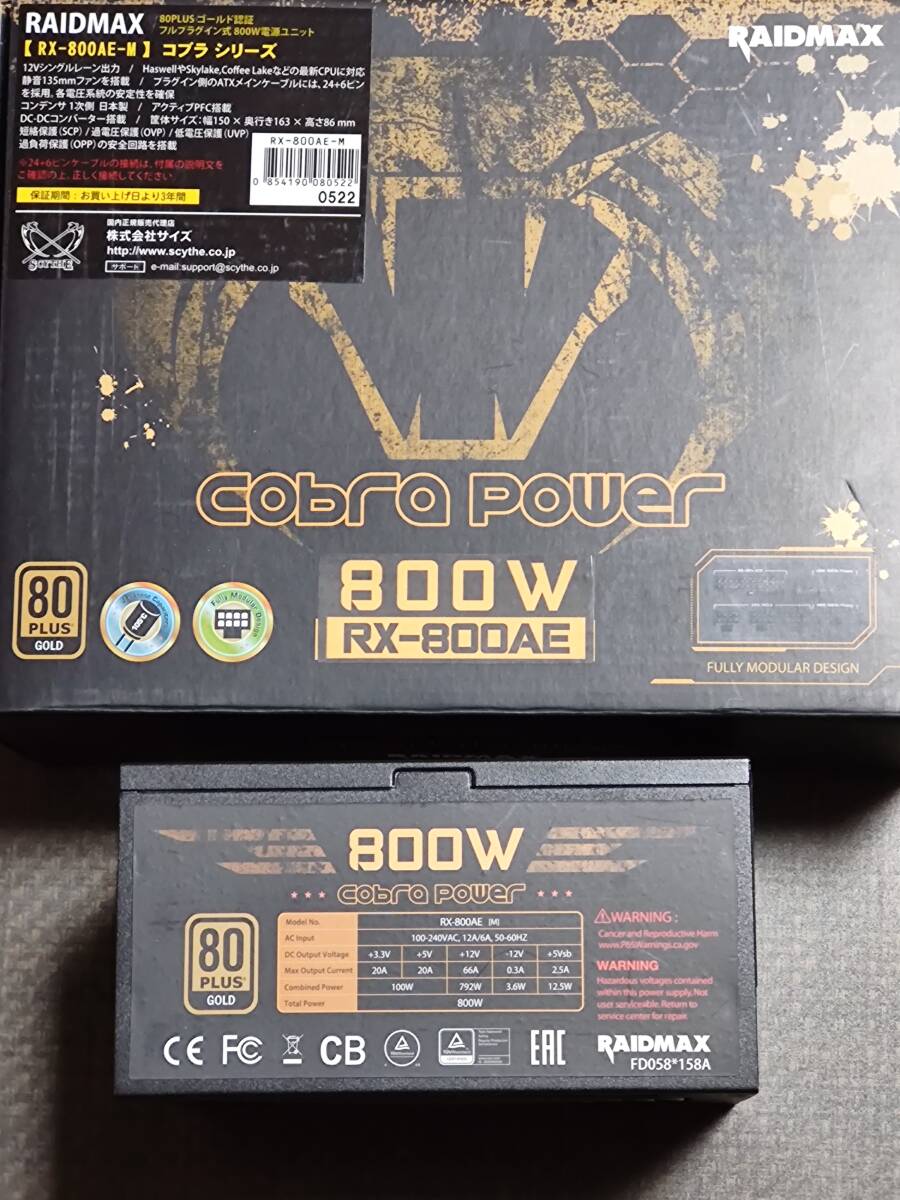 RAIDMAX
80PLUS ゴールド認証
フルプラグイン式 800W電源ユニット
【 RX-800AE-M 】 コブラ シリーズ
12Vシングルレーン出力 / HaswellやSkylake,Coffee Lakeなどの最新CPUに対応
静音135mmファンを搭載 / プラグイン側のATXメインケーブルには、24+6ピン
を採用。各電圧系統の安定性を確保
コンデンサ 1次側 日本製 / アクティブPFC搭載
DC-DCコンバーター搭載 / 筐体サイズ：幅150 × 奥行き163 × 高さ86 mm
短絡保護(SCP) / 過電圧保護(OVP) / 低電圧保護(UVP)
過負荷保護(OPP)の安全回路を搭載
※24+6ピンケーブルの接続は、付属の説明文を
ご確認の上、正しく接続してください。
保証期間：お買い上げ日より3年間
RX-800AE-M
0 854190 080522
0522
SCYTHE
国内正規販売代理店
株式会社サイズ
http://www.scythe.co.jp
サポート e-mail:support@scythe.co.jp
RAIDMAX
Cobra Power
80
PLUS
GOLD
Japanese Capacitor
105°C
Fully Modular Design
800W
RX-800AE
FULLY MODULAR DESIGN
800W
Cobra Power
80
PLUS
GOLD
Model No. RX-800AE [M]
AC Input 100-240VAC, 12A/6A, 50-60HZ
DC Output Voltage +3.3V +5V +12V -12V +5Vsb
Max Output Current 20A 20A 66A 0.3A 2.5A
Combined Power 100W 792W 3.6W 12.5W
Total Power 800W
WARNING :
Cancer and Reproductive Harm
www.P65Warnings.ca.gov
WARNING
Hazardous voltages contained
within this power supply, Not
user serviceable. Return to
service center for repair.
CE FC CB EAC
RAIDMAX
FD058*158A